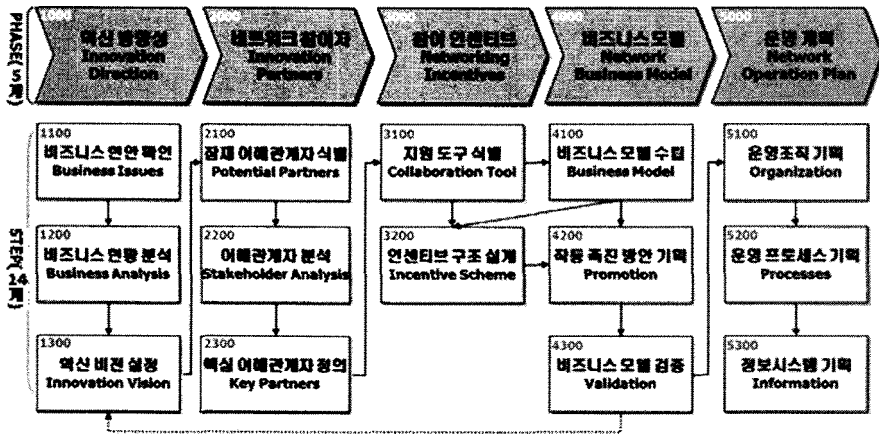 PHASE(5개)
1000
혁신 방향성
Innovation
Direction
2000
네트워크 참여자
Innovation
Partners
3000
참여 인센티브
Networking
Incentives
4000
비즈니스 모델
Network
Business Model
5000
운영 계획
Network
Operation Plan
STEP(14개)
1100
비즈니스 현안 확인
Business Issues
1200
비즈니스 현황 분석
Business Analysis
1300
혁신 비전 설정
Innovation Vision
2100
잠재 이해관계자 식별
Potential Partners
2200
이해관계자 분석
Stakeholder Analysis
2300
핵심 이해관계자 정의
Key Partners
3100
지원 도구 식별
Collaboration Tool
3200
인센티브 구조 설계
Incentive Scheme
4100
비즈니스 모델 수립
Business Model
4200
작동 촉진 방안 기획
Promotion
4300
비즈니스 모델 검증
Validation
5100
운영조직 기획
Organization
5200
운영 프로세스 기획
Processes
5300
정보시스템 기획
Information